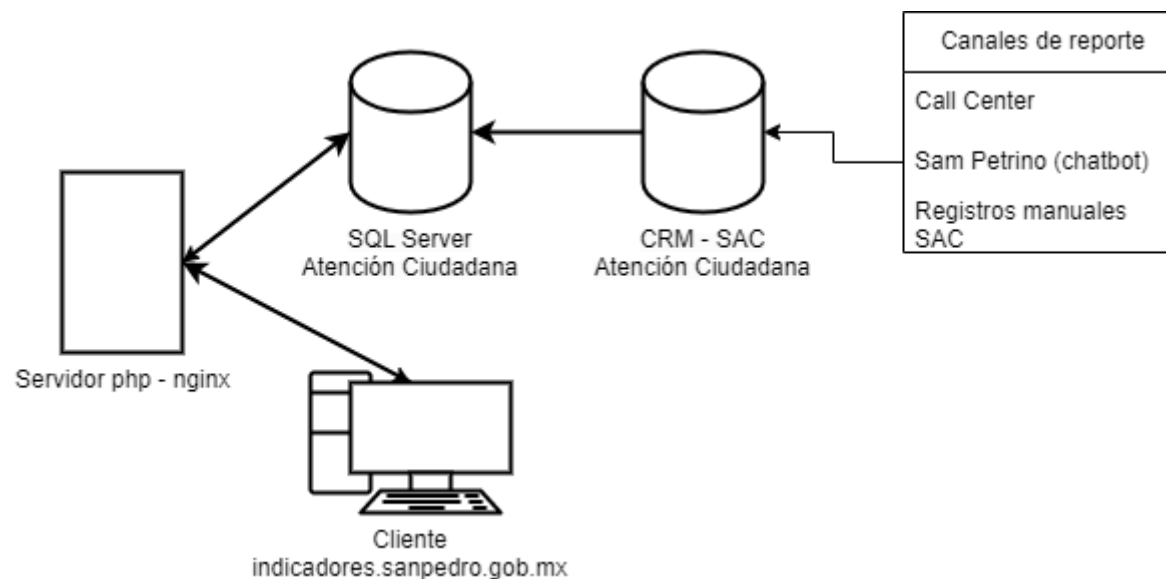 Canales de reporte
Call Center
Sam Petrino (chatbot)
Registros manuales
SAC
SQL Server
Atención Ciudadana
CRM - SAC
Atención Ciudadana
Servidor php - nginx
Cliente
indicadores.sanpedro.gob.mx